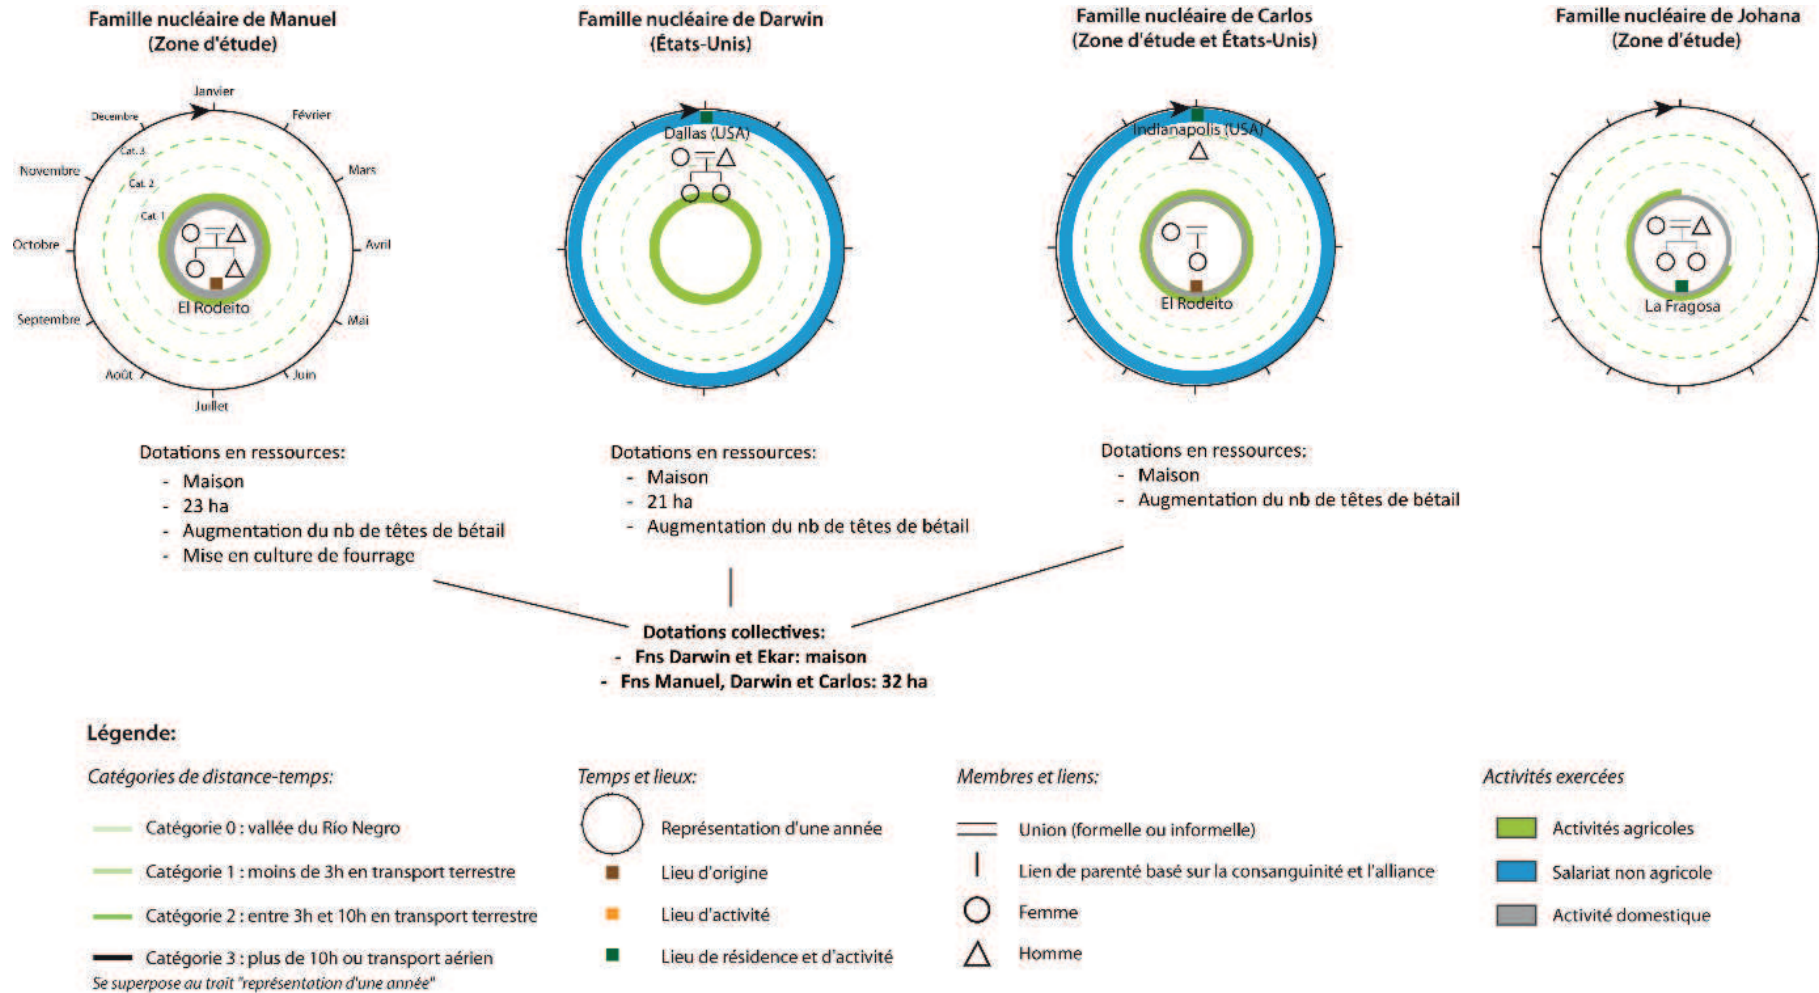 Famille nucléaire de Manuel
(Zone d'étude)
Famille nucléaire de Darwin
(États-Unis)
Famille nucléaire de Carlos
(Zone d'étude et États-Unis)
Famille nucléaire de Johana
(Zone d'étude)
Janvier
Février
Mars
Avril
Mai
Juin
Juillet
Août
Septembre
Octobre
Novembre
Décembre
Cat. 3
Cat. 2
Cat. 1
El Rodeito
Dallas (USA)
Indianapolis (USA)
El Rodeito
La Fragosa
Dotations en ressources:
- Maison
- 23 ha
- Augmentation du nb de têtes de bétail
- Mise en culture de fourrage
Dotations en ressources:
- Maison
- 21 ha
- Augmentation du nb de têtes de bétail
Dotations en ressources:
- Maison
- Augmentation du nb de têtes de bétail
Dotations collectives:
- Fns Darwin et Ekar: maison
- Fns Manuel, Darwin et Carlos: 32 ha
Légende:
Catégories de distance-temps:
Catégorie 0 : vallée du Río Negro
Catégorie 1 : moins de 3h en transport terrestre
Catégorie 2 : entre 3h et 10h en transport terrestre
Catégorie 3 : plus de 10h ou transport aérien
Se superpose au trait "représentation d'une année"
Temps et lieux:
Représentation d'une année
Lieu d'origine
Lieu d'activité
Lieu de résidence et d'activité
Membres et liens:
Union (formelle ou informelle)
Lien de parenté basé sur la consanguinité et l'alliance
Femme
Homme
Activités exercées
Activités agricoles
Salariat non agricole
Activité domestique